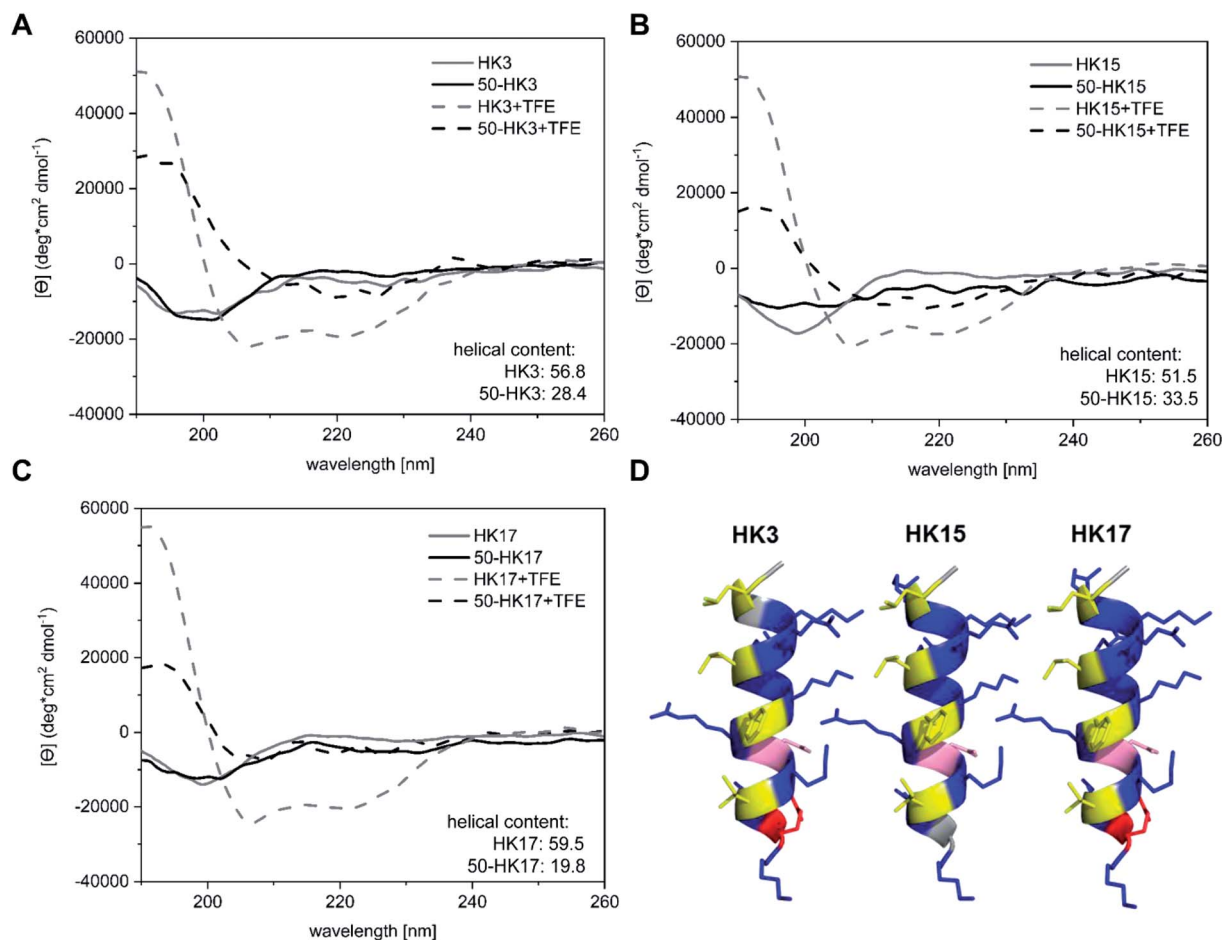 A
60000
40000
20000
0
-20000
-40000
[Θ] (deg*cm² dmol⁻¹)
HK3
50-HK3
HK3+TFE
50-HK3+TFE
helical content:
HK3: 56.8
50-HK3: 28.4
200
220
240
260
wavelength [nm]
B
60000
40000
20000
0
-20000
-40000
[Θ] (deg*cm² dmol⁻¹)
HK15
50-HK15
HK15+TFE
50-HK15+TFE
helical content:
HK15: 51.5
50-HK15: 33.5
200
220
240
260
wavelength [nm]
C
60000
40000
20000
0
-20000
-40000
[Θ] (deg*cm² dmol⁻¹)
HK17
50-HK17
HK17+TFE
50-HK17+TFE
helical content:
HK17: 59.5
50-HK17: 19.8
200
220
240
260
wavelength [nm]
D
HK3
HK15
HK17